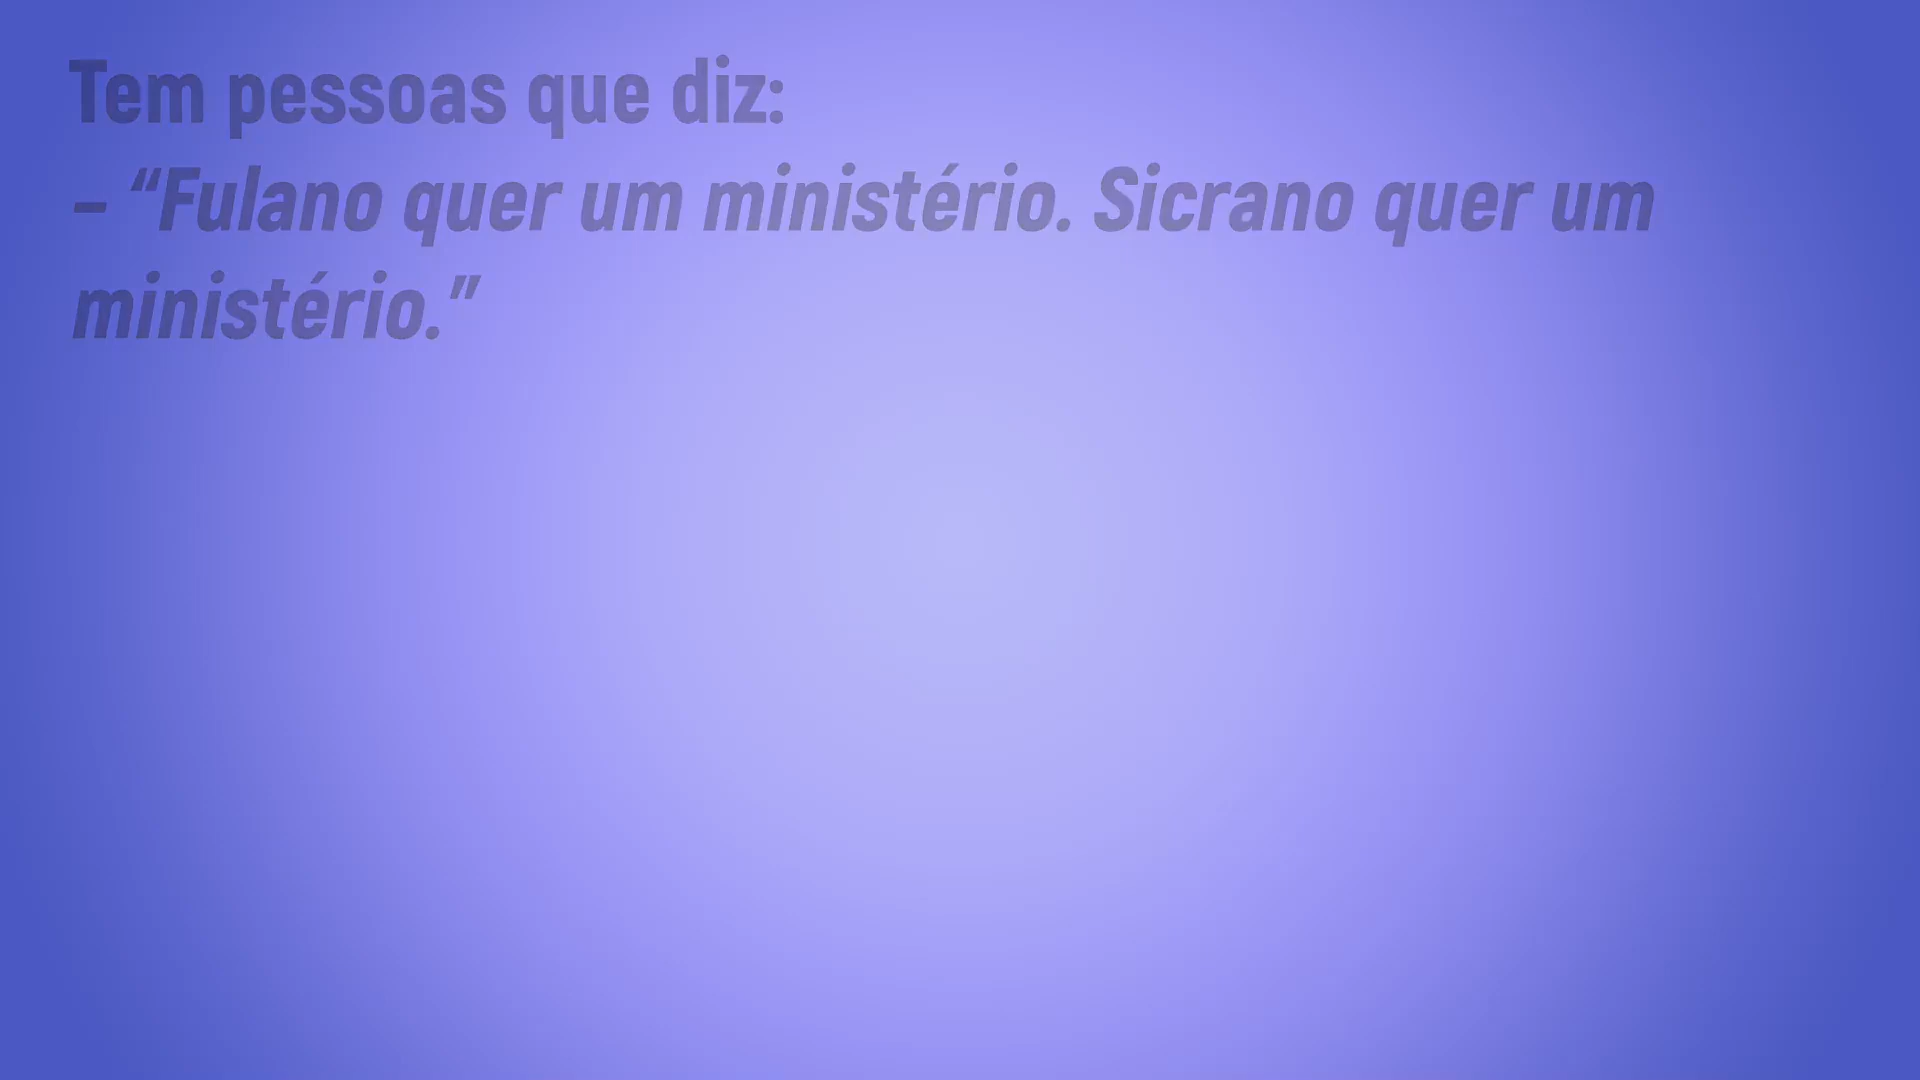 Tem pessoas que diz:
– “Fulano quer um ministério. Sicrano quer um
ministério.”